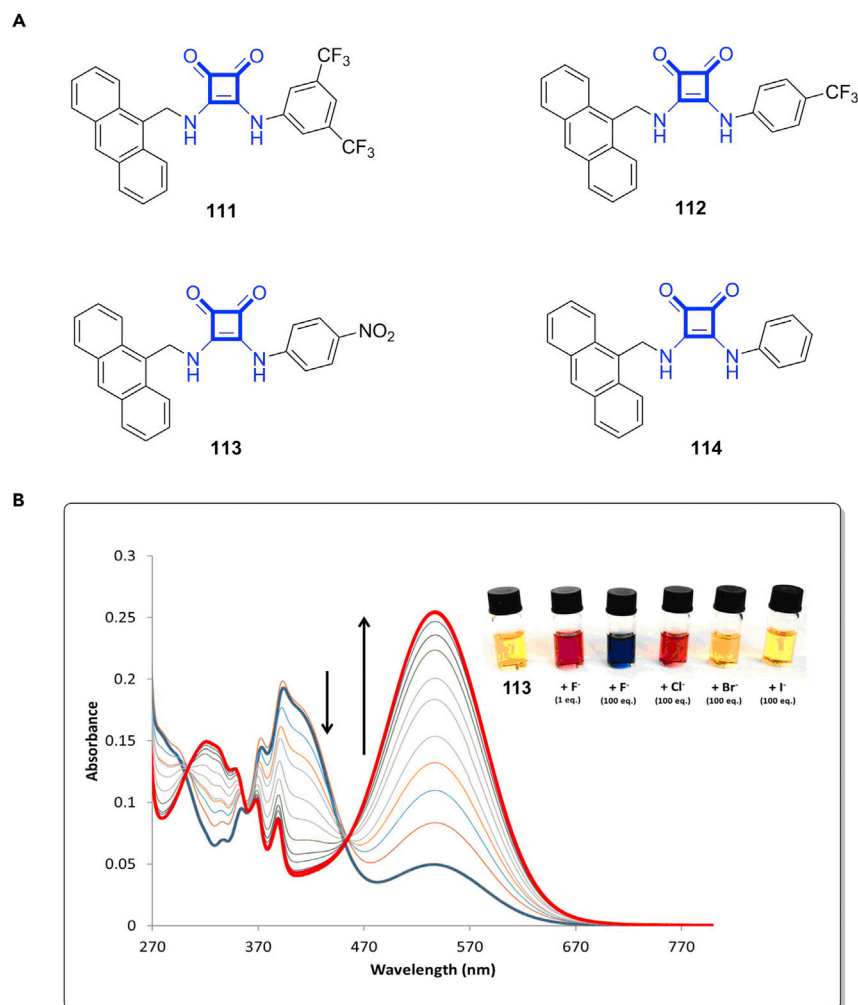 A
O O
CF3
N
H
N
H
CF3
111
O O
CF3
N
H
N
H
112
O O
NO2
N
H
N
H
113
O O
N
H
N
H
114
B
0.3
0.25
0.2
0.15
0.1
0.05
0
Absorbance
270 370 470 570 670 770
Wavelength (nm)
113 + F- + F- + Cl- + Br- + I-
(1 eq.) (100 eq.) (100 eq.) (100 eq.) (100 eq.)